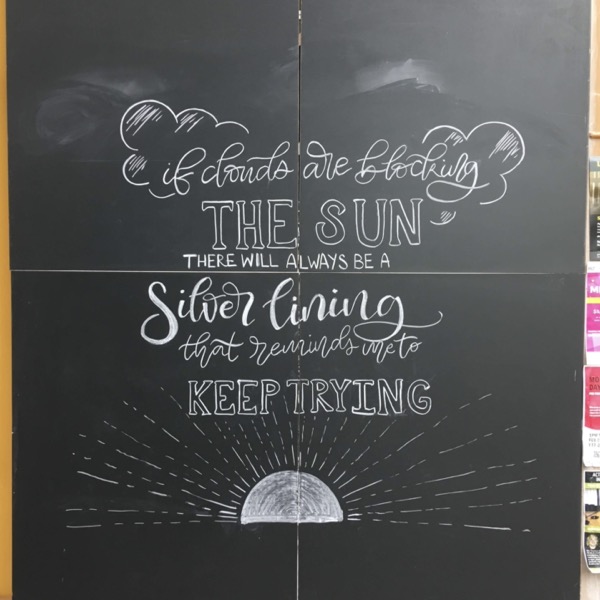 if clouds are blocking
THE SUN
THERE WILL ALWAYS BE A
Silver lining
that reminds me to
KEEP TRYING